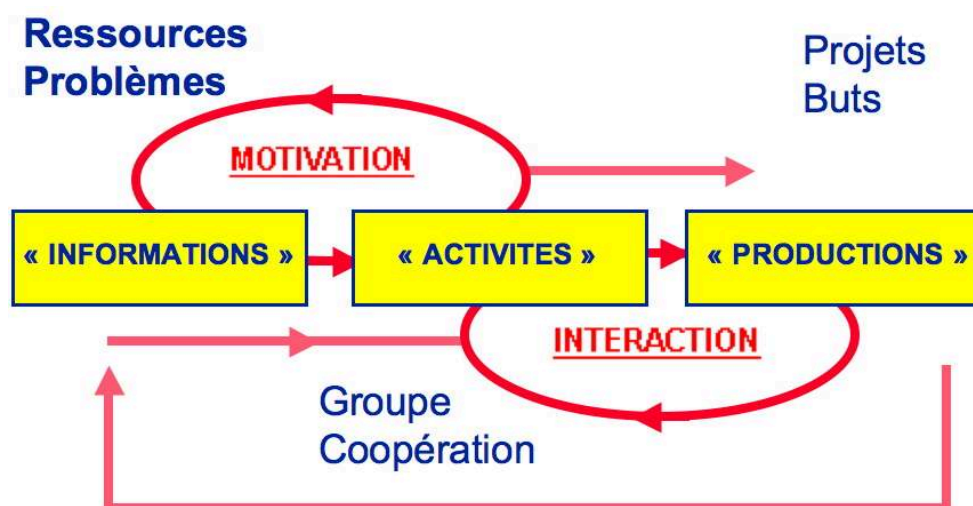 Ressources
Problèmes
Projets
Buts
MOTIVATION
« INFORMATIONS »
« ACTIVITES »
« PRODUCTIONS »
INTERACTION
Groupe
Coopération